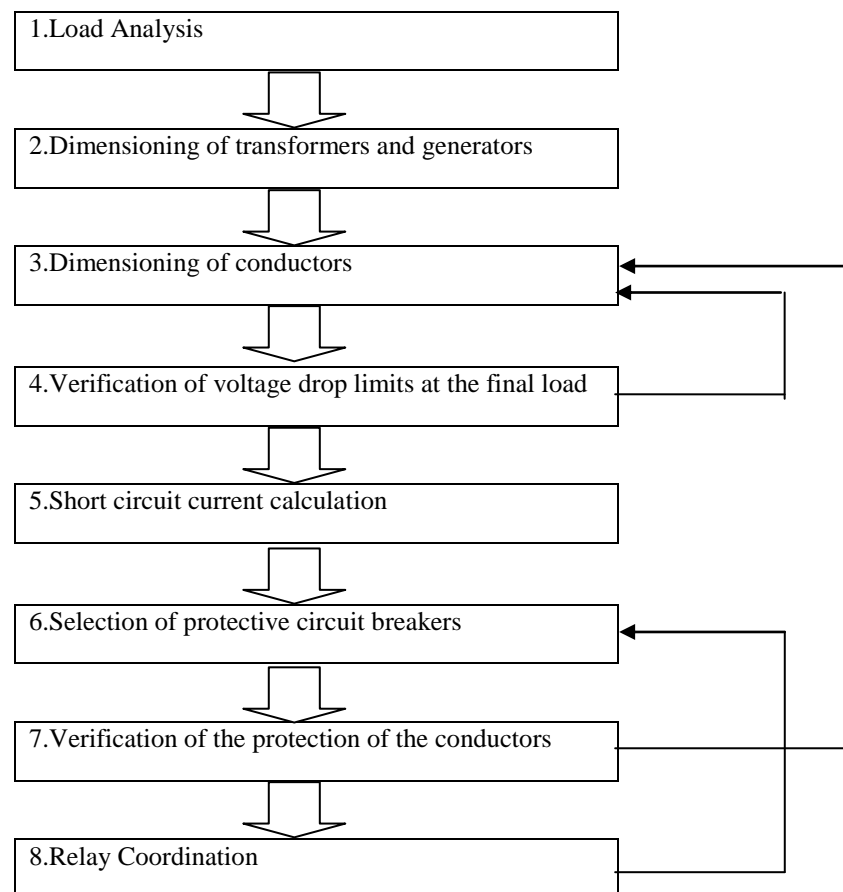 1.Load Analysis
2.Dimensioning of transformers and generators
3.Dimensioning of conductors
4.Verification of voltage drop limits at the final load
5.Short circuit current calculation
6.Selection of protective circuit breakers
7.Verification of the protection of the conductors
8.Relay Coordination